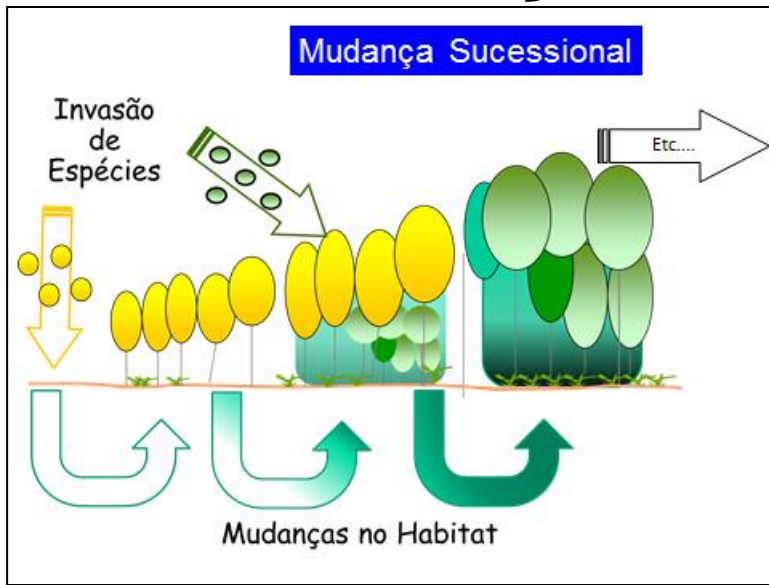 Mudança Sucessional
Invasão
de
Espécies
Etc....
Mudanças no Habitat